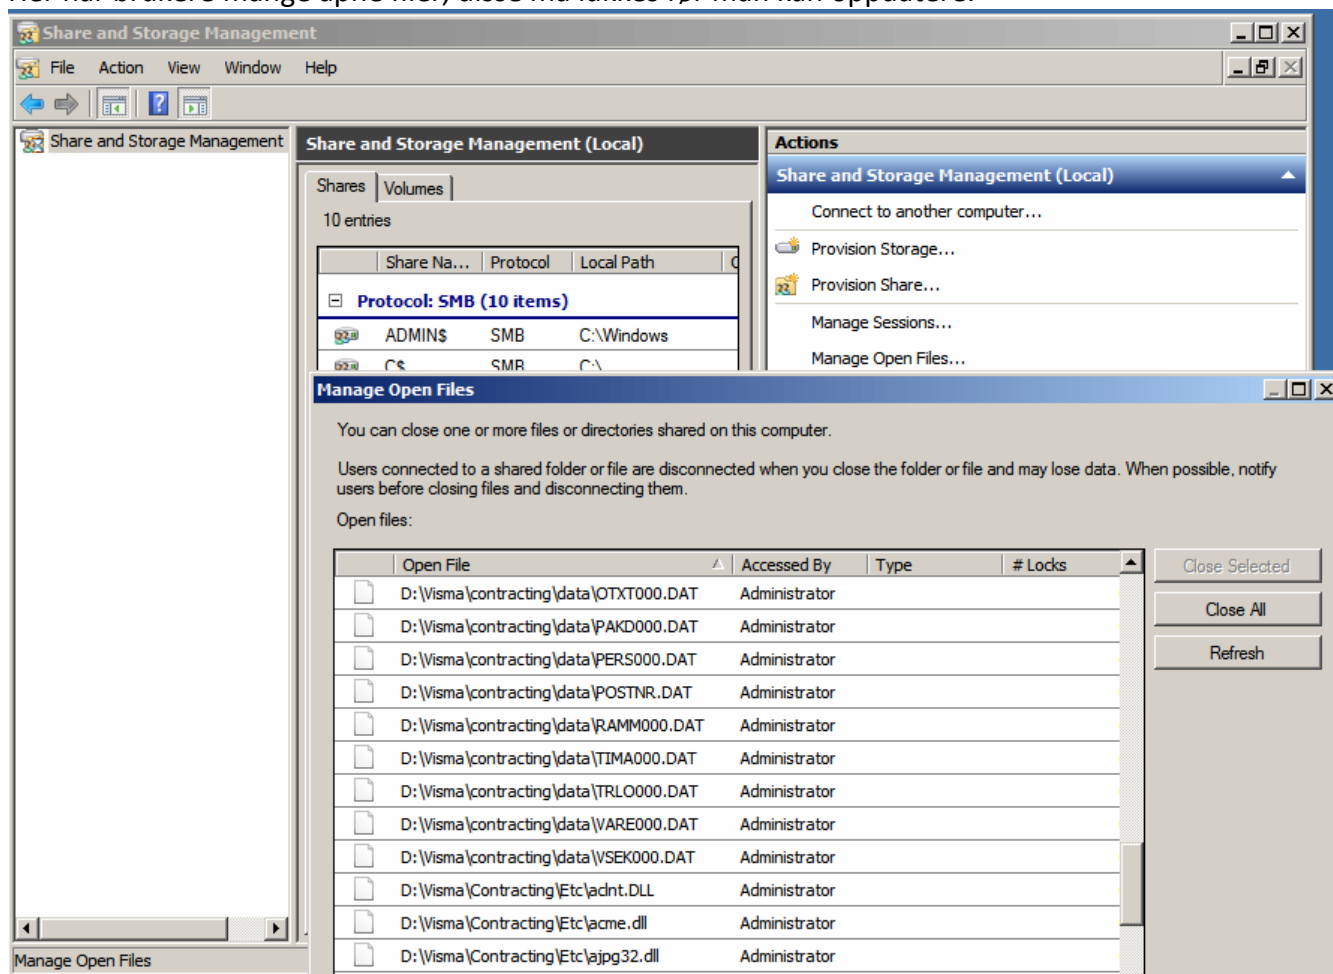 Share and Storage Management
File Action View Window Help
Share and Storage Management
Share and Storage Management (Local)
Shares Volumes
10 entries
Share Na... Protocol Local Path
Protocol: SMB (10 items)
ADMIN$ SMB C:\Windows
C$ SMB C:\
Actions
Share and Storage Management (Local)
Connect to another computer...
Provision Storage...
Provision Share...
Manage Sessions...
Manage Open Files...
Manage Open Files
You can close one or more files or directories shared on this computer.
Users connected to a shared folder or file are disconnected when you close the folder or file and may lose data. When possible, notify
users before closing files and disconnecting them.
Open files:
Open File Accessed By Type # Locks
D:\Visma\contracting\data\OTXT000.DAT Administrator
D:\Visma\contracting\data\PAKD000.DAT Administrator
D:\Visma\contracting\data\PERS000.DAT Administrator
D:\Visma\contracting\data\POSTNR.DAT Administrator
D:\Visma\contracting\data\RAMM000.DAT Administrator
D:\Visma\contracting\data\TIMA000.DAT Administrator
D:\Visma\contracting\data\TRLO000.DAT Administrator
D:\Visma\contracting\data\VARE000.DAT Administrator
D:\Visma\contracting\data\VSEK000.DAT Administrator
D:\Visma\Contracting\Etc\adnt.DLL Administrator
D:\Visma\Contracting\Etc\acme.dll Administrator
D:\Visma\Contracting\Etc\ajpg32.dll Administrator
Close Selected
Close All
Refresh
Manage Open Files